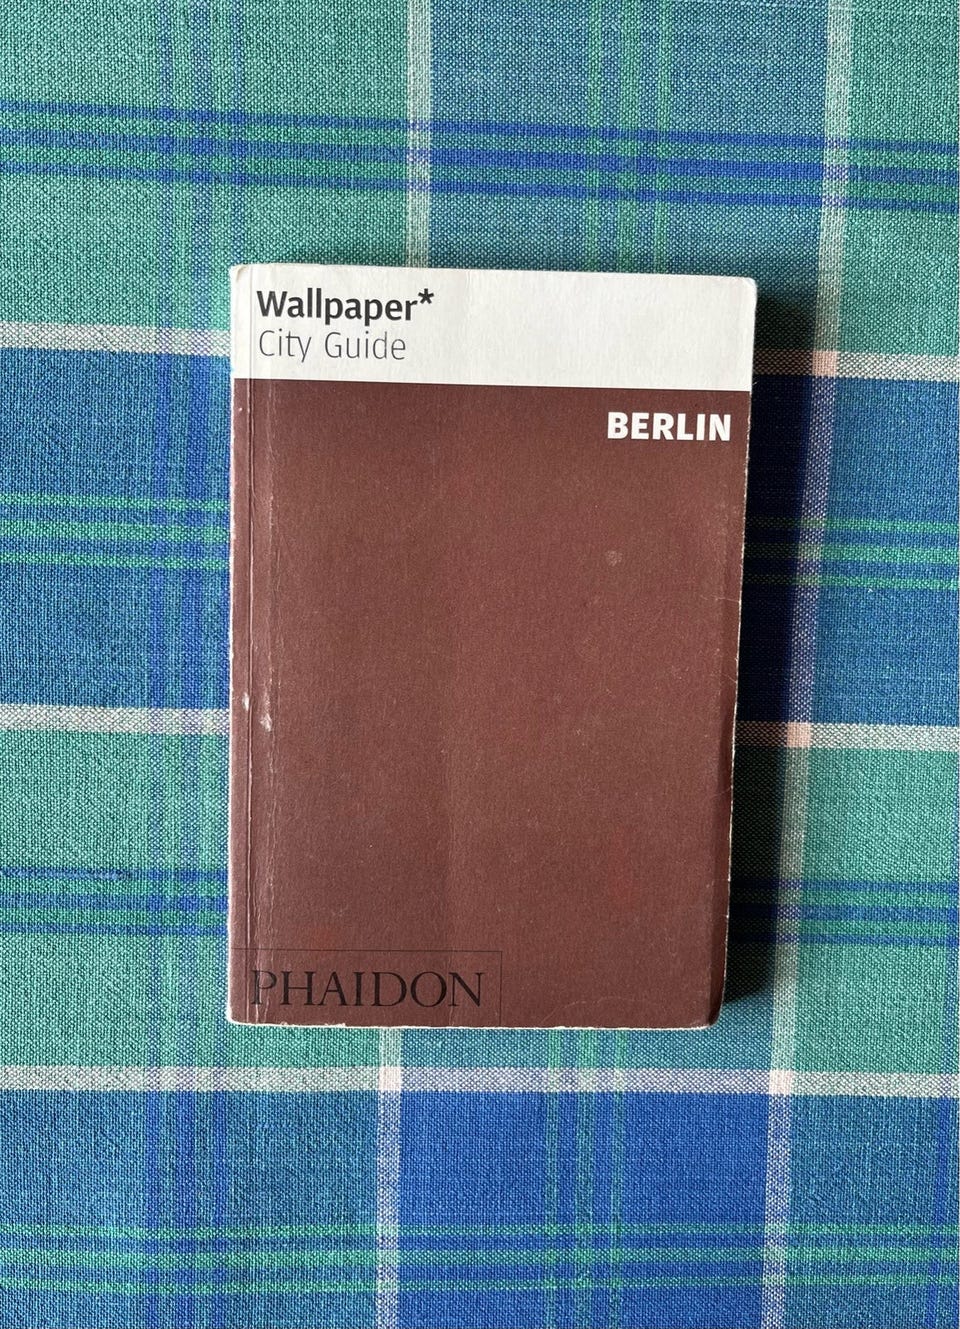 Wallpaper*
City Guide
BERLIN
PHAIDON